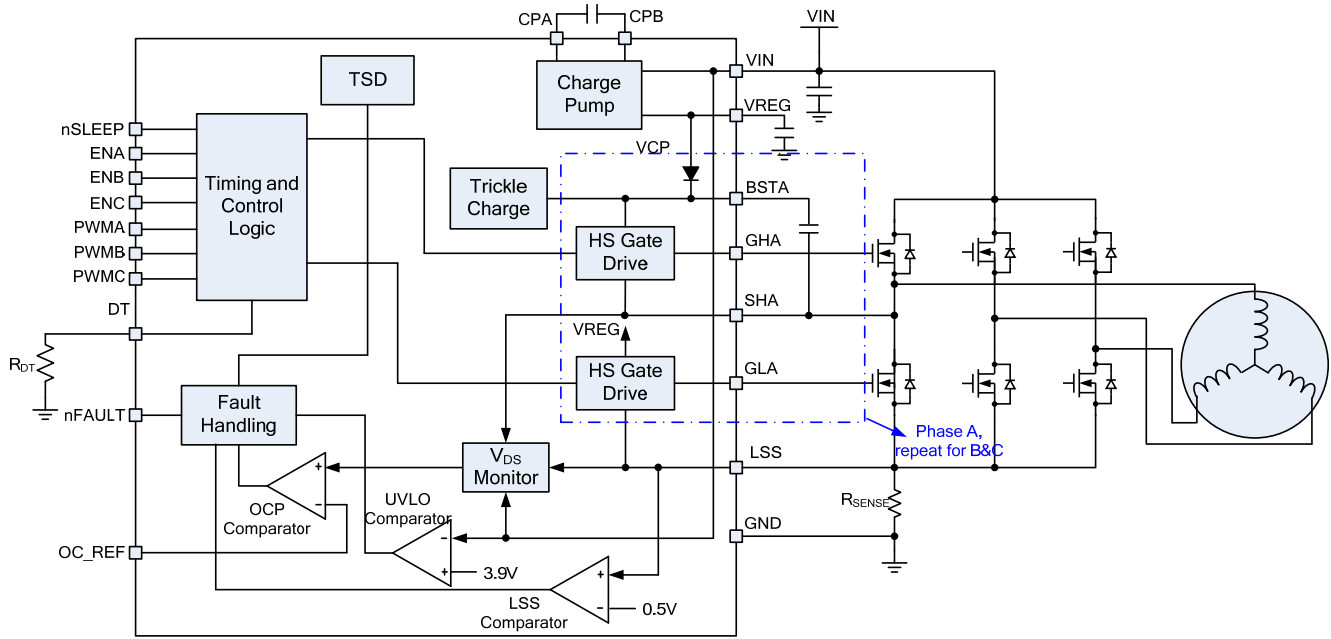 CPA
CPB
VIN
TSD
Charge
Pump
VIN
VREG
nSLEEP
ENA
ENB
ENC
PWMA
PWMB
PWMC
DT
Timing and
Control
Logic
VCP
Trickle
Charge
BSTA
HS Gate
Drive
GHA
SHA
VREG
HS Gate
Drive
GLA
RDT
nFAULT
Fault
Handling
Phase A,
repeat for B&C
VDS
Monitor
LSS
+
-
OCP
Comparator
UVLO
Comparator
RSENSE
GND
OC_REF
-
+
3.9V
LSS
Comparator
+
-
0.5V